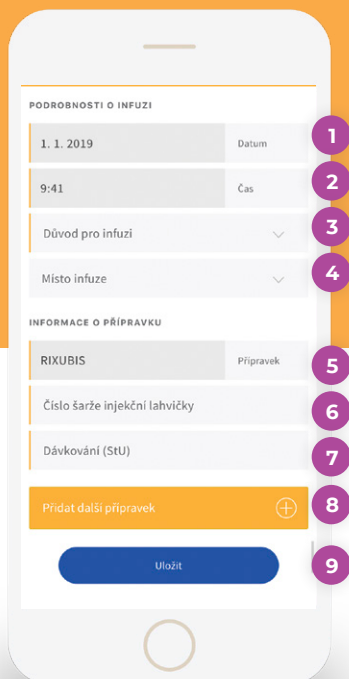 PODROBNOSTI O INFUZI
1. 1. 2019 Datum 1
9:41 Čas 2
Důvod pro infuzi 3
Místo infuze 4
INFORMACE O PŘÍPRAVKU
RIXUBIS Přípravek 5
Číslo šarže injekční lahvičky 6
Dávkování (StU) 7
Přidat další přípravek 8
Uložit 9